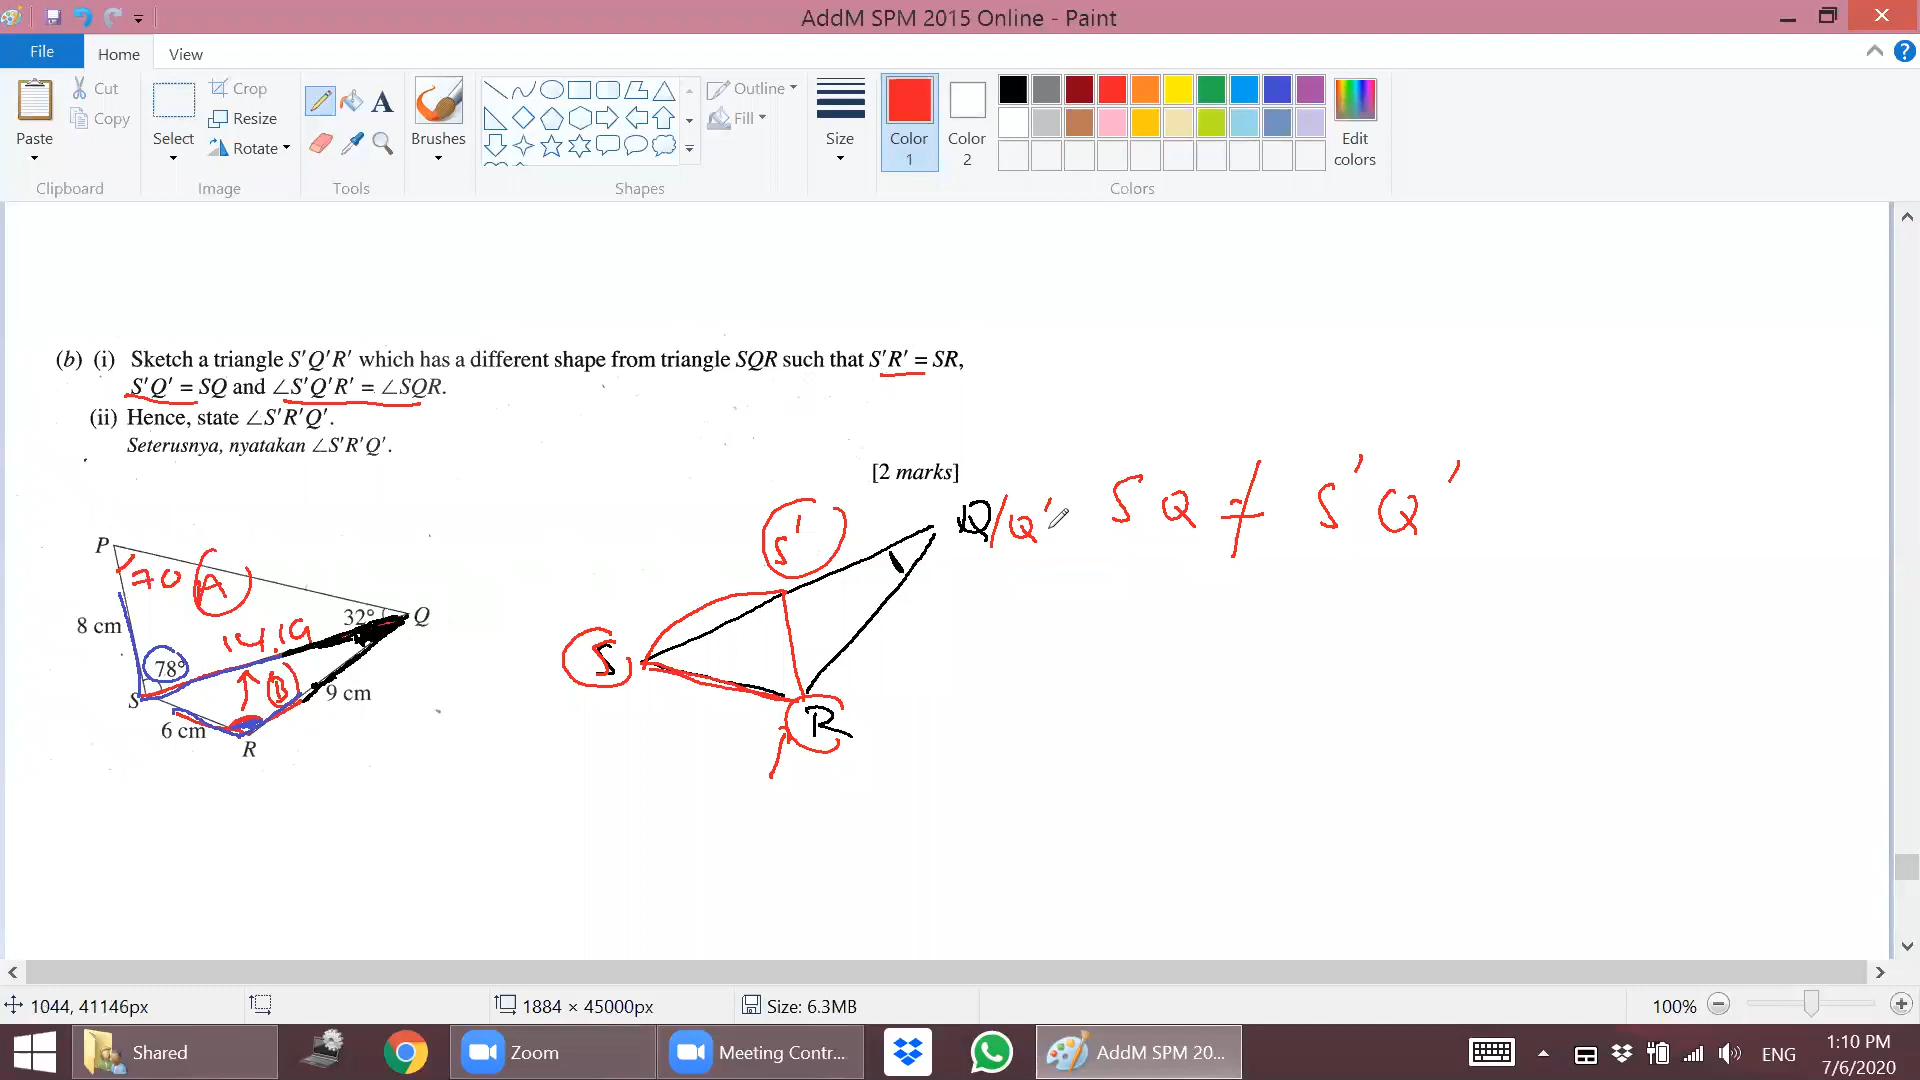 AddM SPM 2015 Online - Paint
File Home View
Paste Cut Copy Clipboard
Select Crop Resize Rotate Image
Tools
Brushes
Shapes
Outline Fill
Size
Color 1
Color 2
Edit colors
Colors
(b) (i) Sketch a triangle S'Q'R' which has a different shape from triangle SQR such that S'R' = SR,
S'Q' = SQ and ∠S'Q'R' = ∠SQR.
(ii) Hence, state ∠S'R'Q'.
Seterusnya, nyatakan ∠S'R'Q'.
[2 marks]
P
70 A
8 cm
14.19
32° Q
78°
S
B
9 cm
6 cm
R
S'
Q/Q'
S
R
SQ ≠ S'Q'
1044, 41146px
1884 × 45000px
Size: 6.3MB
100%
Shared
Zoom
Meeting Contr...
AddM SPM 20...
ENG
1:10 PM
7/6/2020